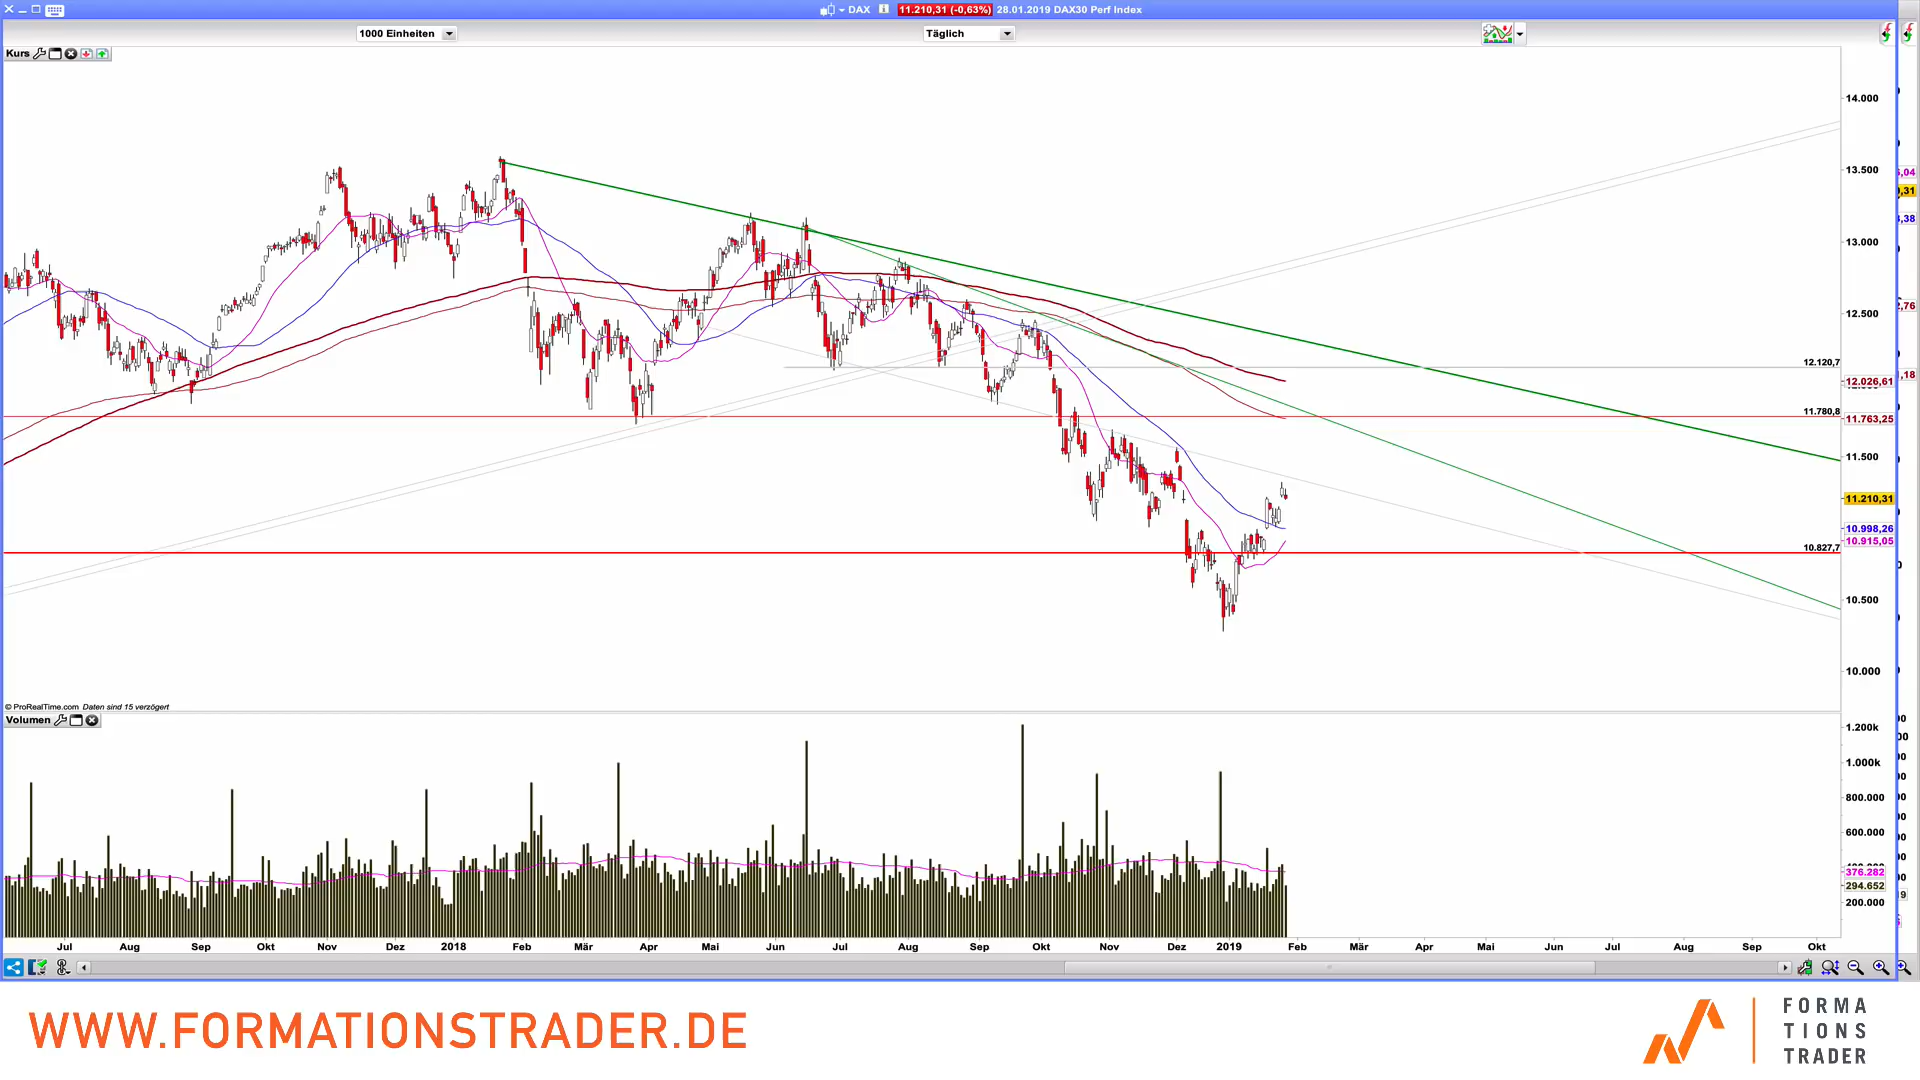 DAX 11.210,31 (-0,63%) 28.01.2019 DAX30 Perf Index
1000 Einheiten
Täglich
Kurs
14.000
13.500
13.000
12.500
12.120,7
12.026,61
11.780,8
11.763,25
11.500
11.210,31
10.998,26
10.915,05
10.827,7
10.500
10.000
© ProRealTime.com Daten sind 15 verzögert
Volumen
1.200k
1.000k
800.000
600.000
376.282
294.652
200.000
Jul Aug Sep Okt Nov Dez 2018 Feb Mär Apr Mai Jun Jul Aug Sep Okt Nov Dez 2019 Feb Mär Apr Mai Jun Jul Aug Sep Okt
WWW.FORMATIONSTRADER.DE
FORMA
TIONS
TRADER